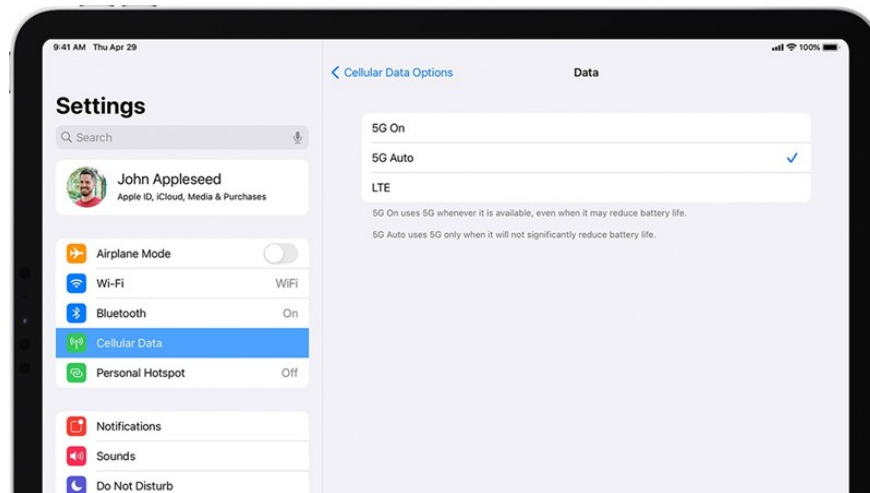 9:41 AM Thu Apr 29
100%
Settings
Search
John Appleseed
Apple ID, iCloud, Media & Purchases
Airplane Mode
Wi-Fi WiFi
Bluetooth On
Cellular Data
Personal Hotspot Off
Notifications
Sounds
Do Not Disturb
Cellular Data Options Data
5G On
5G Auto
LTE
5G On uses 5G whenever it is available, even when it may reduce battery life.
5G Auto uses 5G only when it will not significantly reduce battery life.